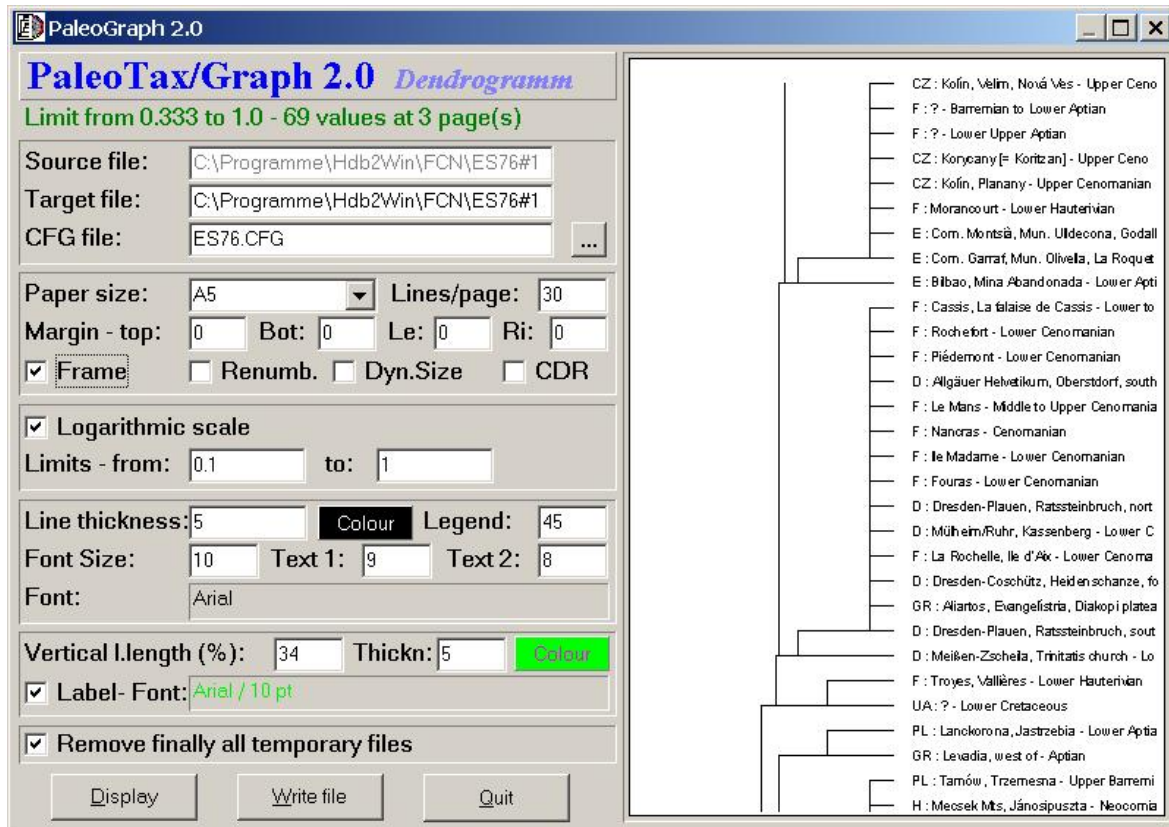 PaleoGraph 2.0
PaleoTax/Graph 2.0 Dendrogramm
Limit from 0.333 to 1.0 - 69 values at 3 page(s)
Source file: C:\Programme\Hdb2Win\FCN\ES76#1
Target file: C:\Programme\Hdb2Win\FCN\ES76#1
CFG file: ES76.CFG ...
Paper size: A5 Lines/page: 30
Margin - top: 0 Bot: 0 Le: 0 Ri: 0
Frame Renumb. Dyn.Size CDR
Logarithmic scale
Limits - from: 0.1 to: 1
Line thickness: 5 Colour Legend: 45
Font Size: 10 Text 1: 9 Text 2: 8
Font: Arial
Vertical l.length (%): 34 Thickn: 5 Colour
Label- Font: Arial / 10 pt
Remove finally all temporary files
Display Write file Quit
CZ : Kolín, Velim, Nová Ves - Upper Ceno
F : ? - Barremian to Lower Aptian
F : ? - Lower Upper Aptian
CZ : Korycany [= Koritzan] - Upper Ceno
CZ : Kolín, Planany - Upper Cenomanian
F : Morancourt - Lower Hauterivian
E : Com. Montsià, Mun. Ulldecona, Godall
E : Com. Garraf, Mun. Olivella, La Roquet
E : Bilbao, Mina Abandonada - Lower Apti
F : Cassis, La falaise de Cassis - Lower to
F : Rochefort - Lower Cenomanian
F : Piédemont - Lower Cenomanian
D : Allgäuer Helvetikum, Oberstdorf, south
F : Le Mans - Middle to Upper Cenomania
F : Nancras - Cenomanian
F : Ile Madame - Lower Cenomanian
F : Fouras - Lower Cenomanian
D : Dresden-Plauen, Ratssteinbruch, nort
D : Mülheim/Ruhr, Kassenberg - Lower C
F : La Rochelle, Ile d'Aix - Lower Cenoma
D : Dresden-Coschütz, Heidenschanze, fo
GR : Aliartos, Evangelístria, Diakopi platea
D : Dresden-Plauen, Ratssteinbruch, sout
D : Meißen-Zscheila, Trinitatis church - Lo
F : Troyes, Vallières - Lower Hauterivian
UA : ? - Lower Cretaceous
PL : Lanckorona, Jastrzebia - Lower Aptia
GR : Levadia, west of - Aptian
PL : Tarnów, Trzemesna - Upper Barremi
H : Mecsek Mts, Jánosipuszta - Neocomia